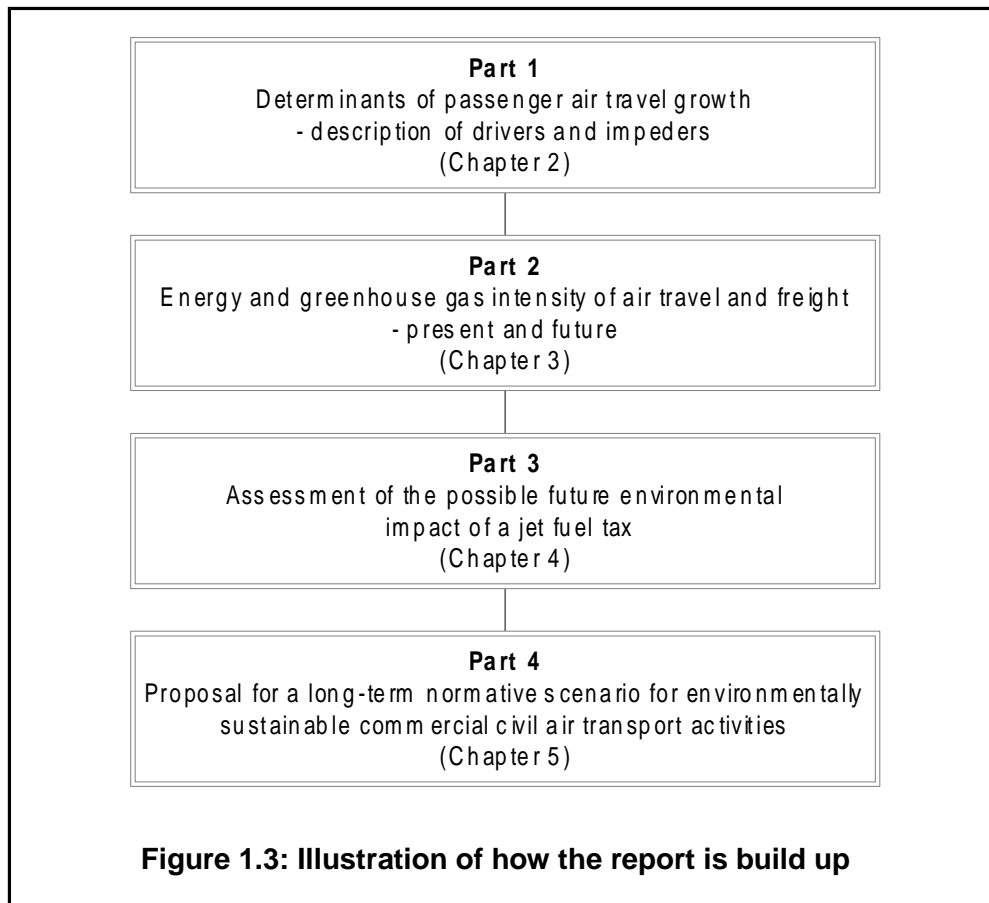 Part 1
Determinants of passenger air travel growth
- description of drivers and impeders
(Chapter 2)
Part 2
Energy and greenhouse gas intensity of air travel and freight
- present and future
(Chapter 3)
Part 3
Assessment of the possible future environmental
impact of a jet fuel tax
(Chapter 4)
Part 4
Proposal for a long-term normative scenario for environmentally
sustainable commercial civil air transport activities
(Chapter 5)
Figure 1.3: Illustration of how the report is build up